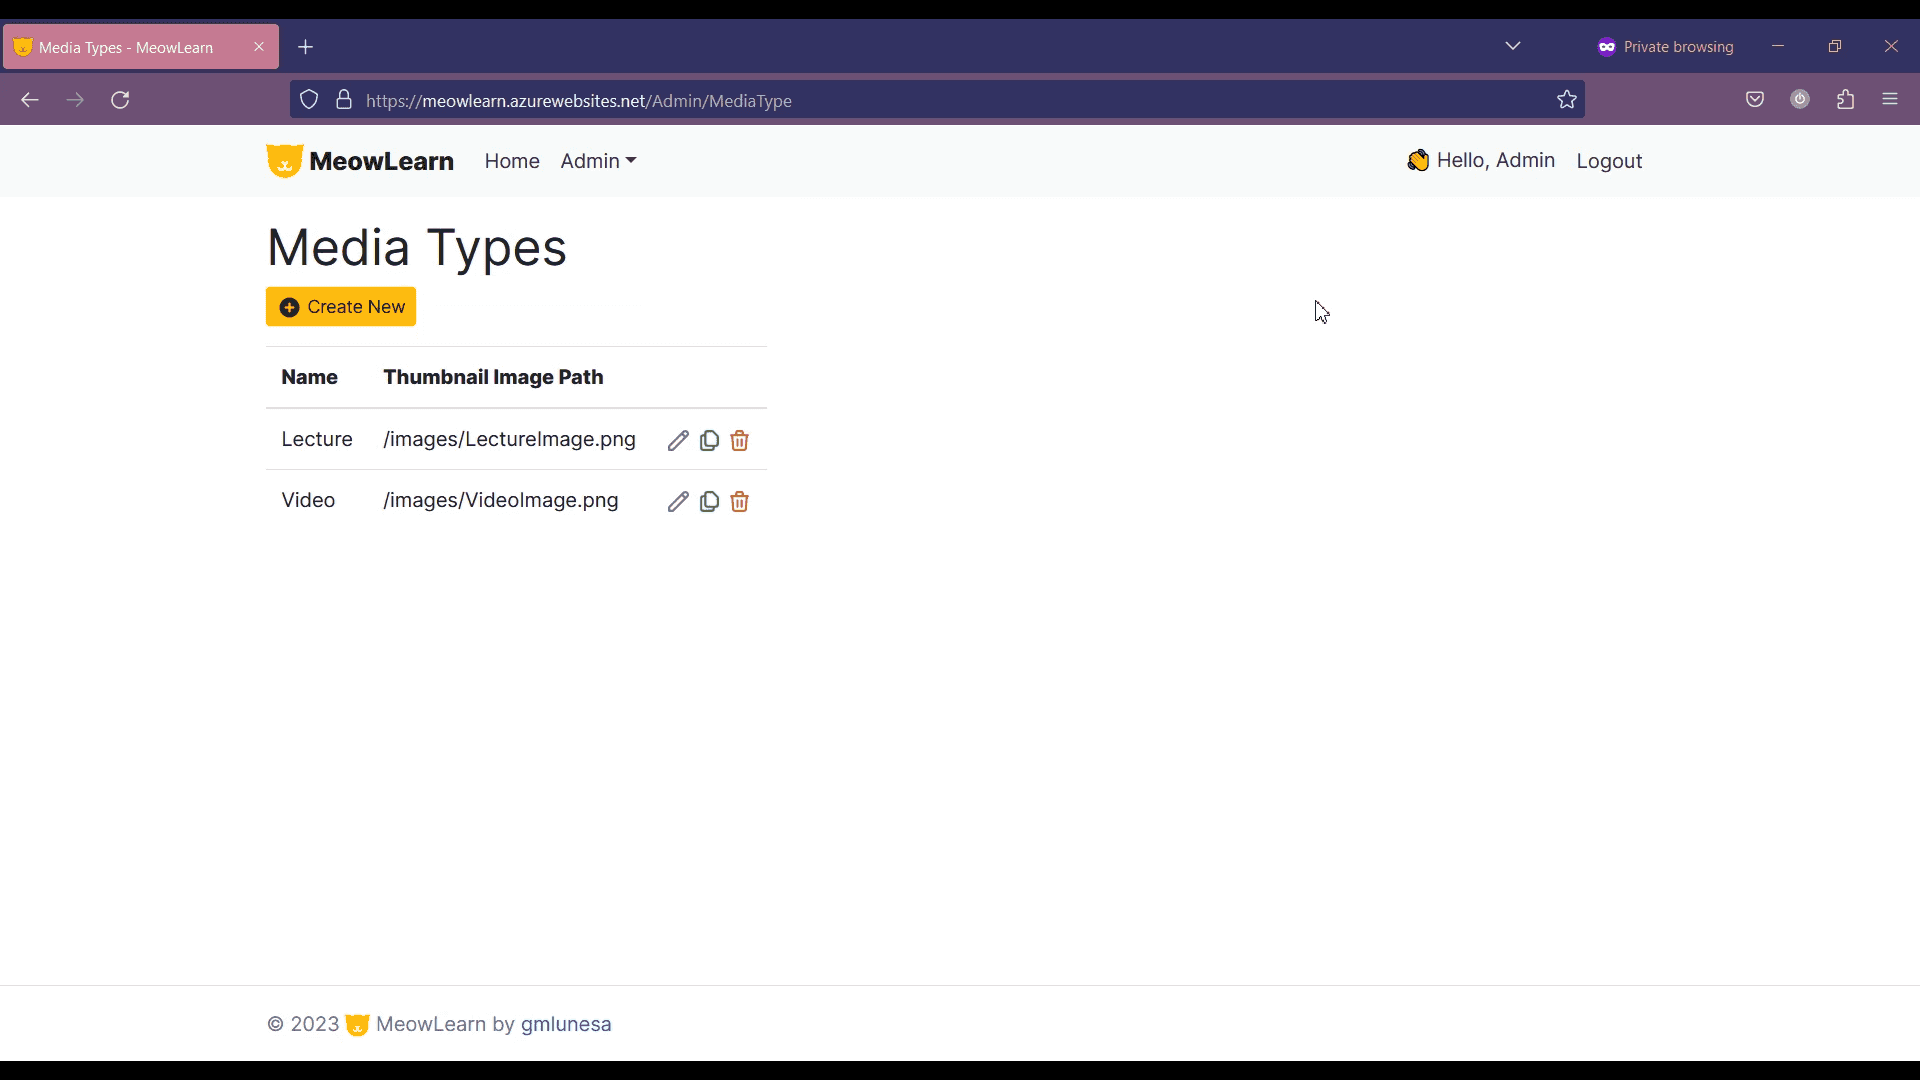 Media Types - MeowLearn
Private browsing
https://meowlearn.azurewebsites.net/Admin/MediaType
MeowLearn Home Admin Hello, Admin Logout
Media Types
Create New
Name Thumbnail Image Path
Lecture /images/LectureImage.png
Video /images/VideoImage.png
© 2023 MeowLearn by gmlunesa